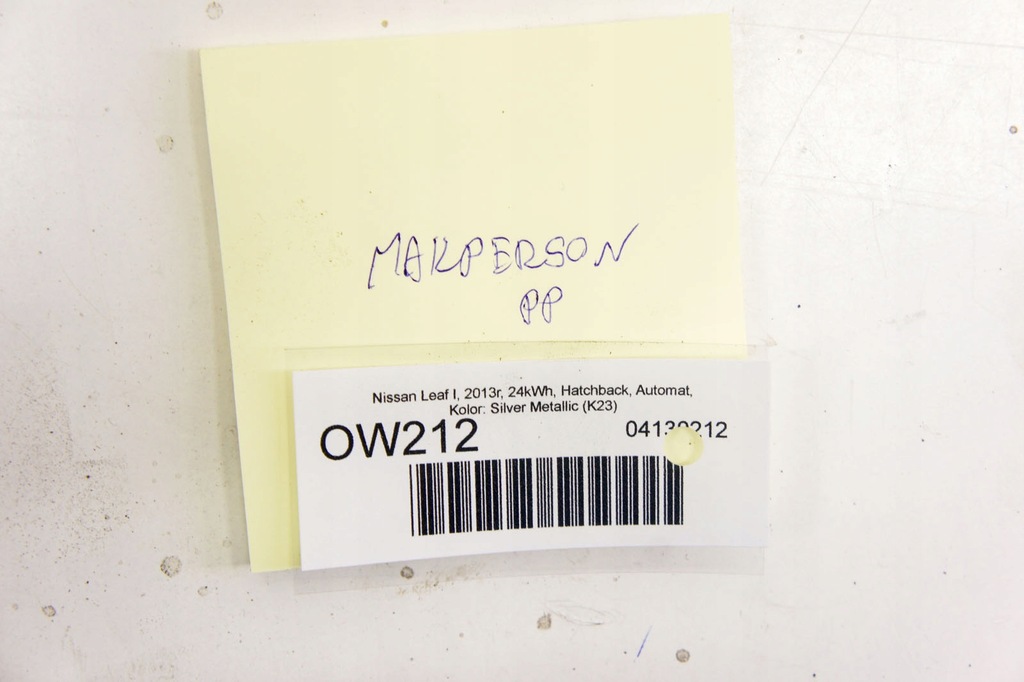 MAKPERSON
PP
Nissan Leaf I, 2013r, 24kWh, Hatchback, Automat,
Kolor: Silver Metallic (K23)
OW212